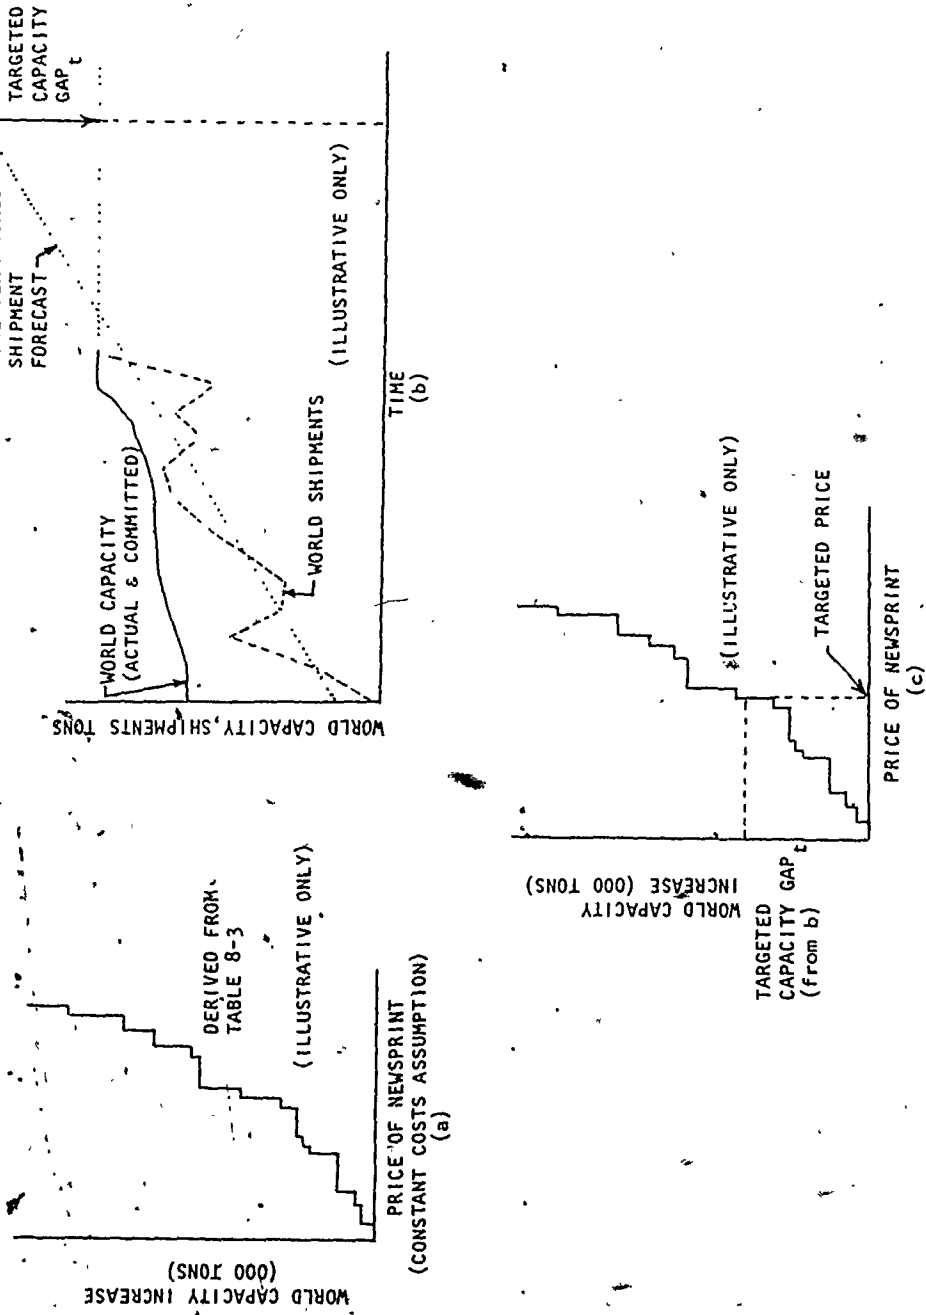 WORLD CAPACITY INCREASE
(000 TONS)
DERIVED FROM
TABLE 8-3
(ILLUSTRATIVE ONLY)
PRICE OF NEWSPRINT
(CONSTANT COSTS ASSUMPTION)
(a)
WORLD CAPACITY, SHIPMENTS TONS
WORLD CAPACITY
(ACTUAL & COMMITTED)
SHIPMENT
FORECAST
TARGETED
CAPACITY
GAP t
WORLD SHIPMENTS
(ILLUSTRATIVE ONLY)
TIME
(b)
WORLD CAPACITY
INCREASE (000 TONS)
TARGETED
CAPACITY GAP t
(from b)
(ILLUSTRATIVE ONLY)
TARGETED PRICE
PRICE OF NEWSPRINT
(c)